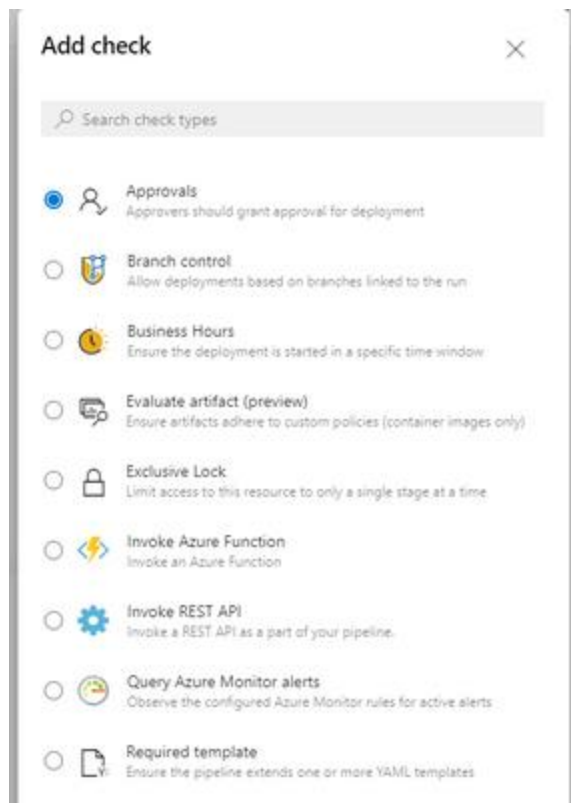 Add check
Search check types
Approvals
Approvers should grant approval for deployment
Branch control
Allow deployments based on branches linked to the run
Business Hours
Ensure the deployment is started in a specific time window
Evaluate artifact (preview)
Ensure artifacts adhere to custom policies (container images only)
Exclusive Lock
Limit access to this resource to only a single stage at a time
Invoke Azure Function
Invoke an Azure Function
Invoke REST API
Invoke a REST API as a part of your pipeline.
Query Azure Monitor alerts
Observe the configured Azure Monitor rules for active alerts
Required template
Ensure the pipeline extends one or more YAML templates